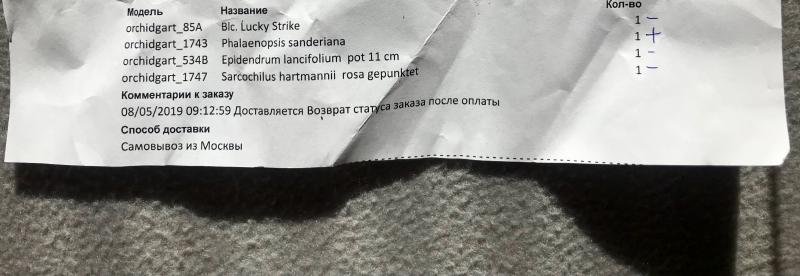 Модель Название Кол-во
orchidgart_85A Bic. Lucky Strike 1 –
orchidgart_1743 Phalaenopsis sanderiana 1 +
orchidgart_534B Epidendrum lancifolium pot 11 cm 1 -
orchidgart_1747 Sarcochilus hartmannii rosa gepunktet 1 –
Комментарии к заказу
08/05/2019 09:12:59 Доставляется Возврат статуса заказа после оплаты
Способ доставки
Самовывоз из Москвы